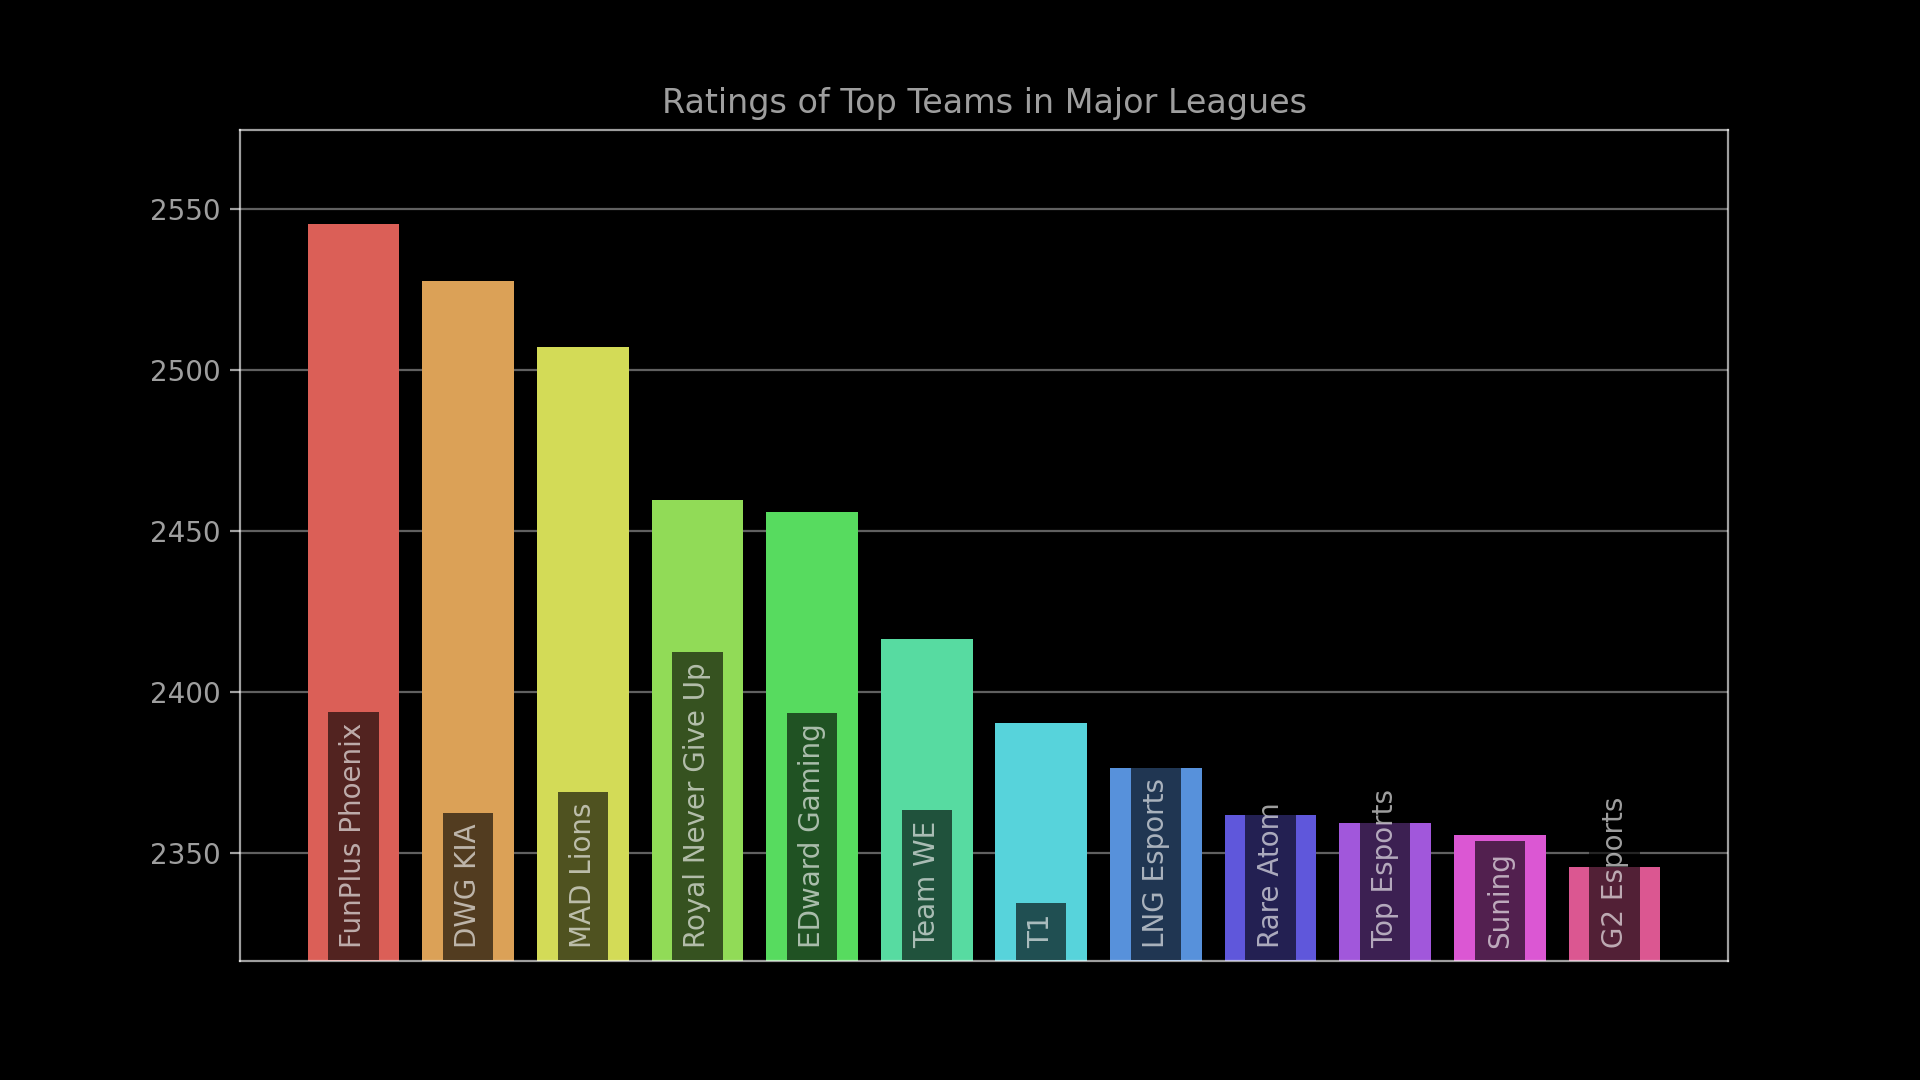 Ratings of Top Teams in Major Leagues
2550
2500
2450
2400
2350
FunPlus Phoenix
DWG KIA
MAD Lions
Royal Never Give Up
EDward Gaming
Team WE
T1
LNG Esports
Rare Atom
Top Esports
Suning
G2 Esports